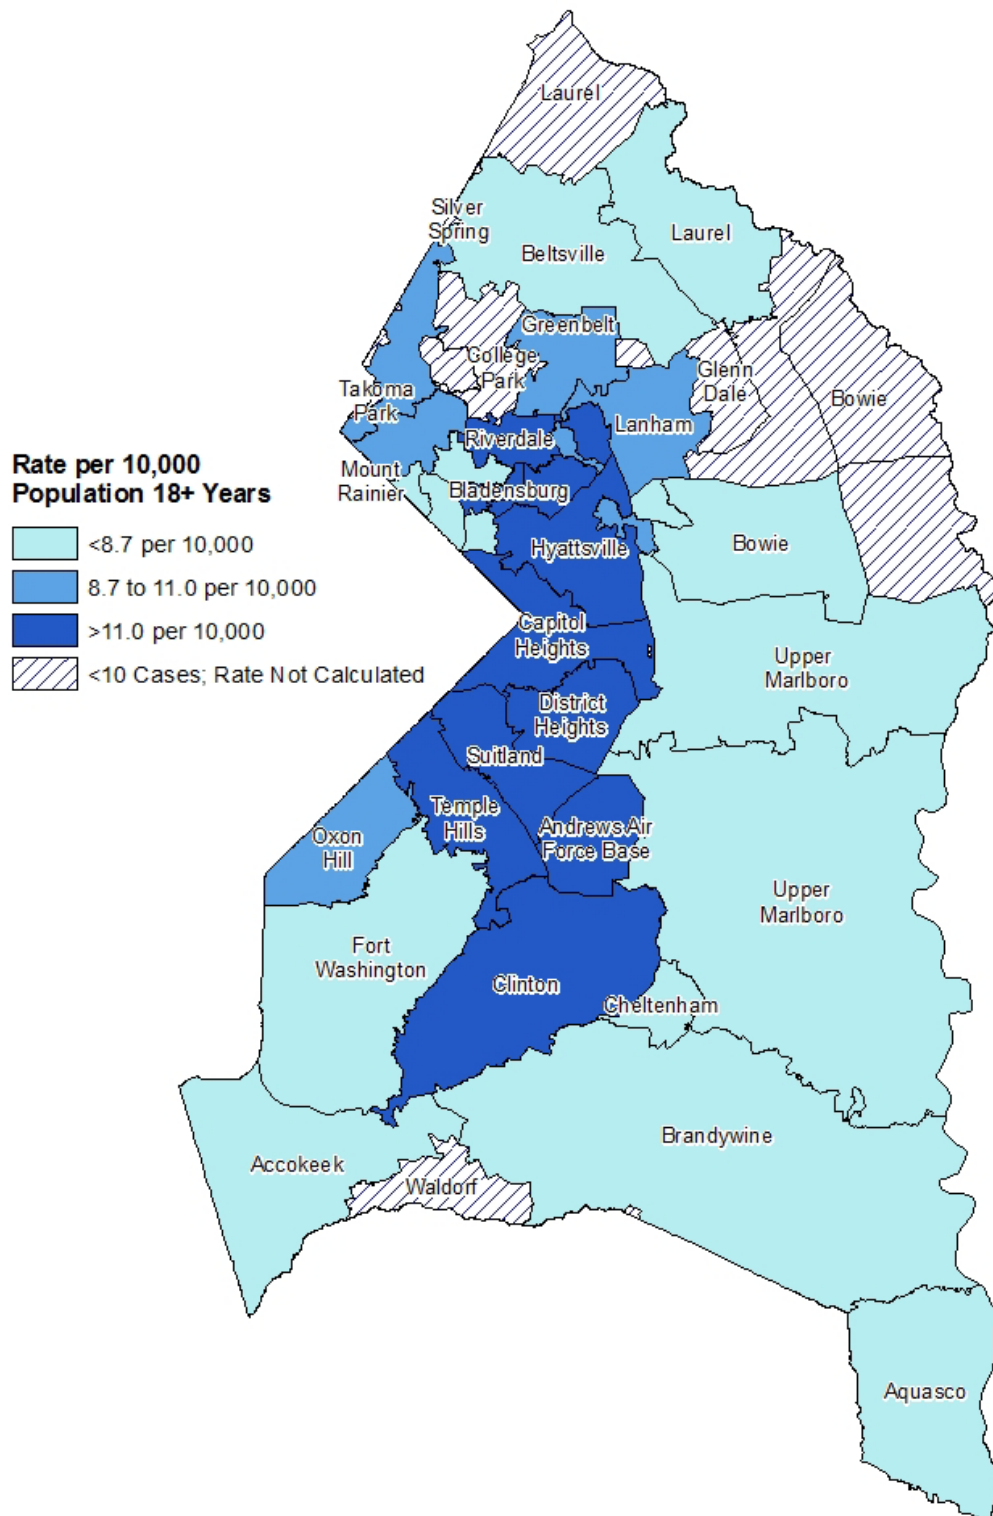 Laurel
Silver
Spring
Laurel
Beltsville
Greenbelt
College
Park
Glenn
Dale
Takoma
Park
Bowie
Lanham
Riverdale
Mount
Rainier
Bladensburg
Hyattsville
Bowie
Rate per 10,000
Population 18+ Years
<8.7 per 10,000
8.7 to 11.0 per 10,000
>11.0 per 10,000
<10 Cases; Rate Not Calculated
Capitol
Heights
Upper
Marlboro
District
Heights
Suitland
Temple
Hills
Andrews Air
Force Base
Oxon
Hill
Upper
Marlboro
Fort
Washington
Clinton
Cheltenham
Brandywine
Accokeek
Waldorf
Aquasco